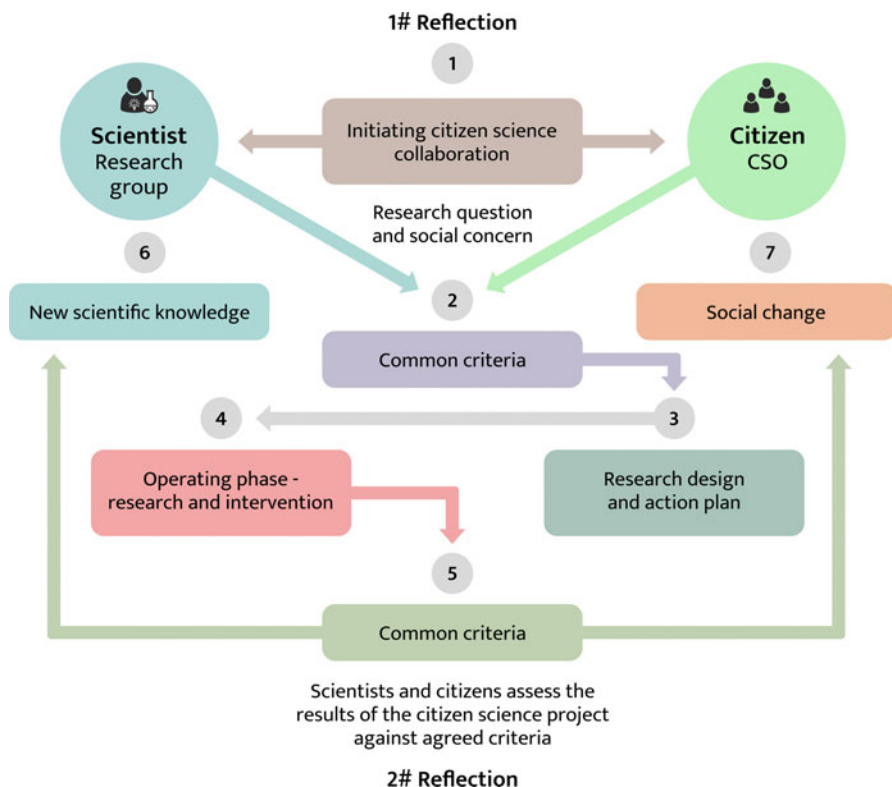 1# Reflection
1
Scientist
Research
group
Initiating citizen science
collaboration
Citizen
CSO
Research question
and social concern
6
7
2
New scientific knowledge
Social change
Common criteria
4
3
Operating phase -
research and intervention
Research design
and action plan
5
Common criteria
Scientists and citizens assess the
results of the citizen science project
against agreed criteria
2# Reflection